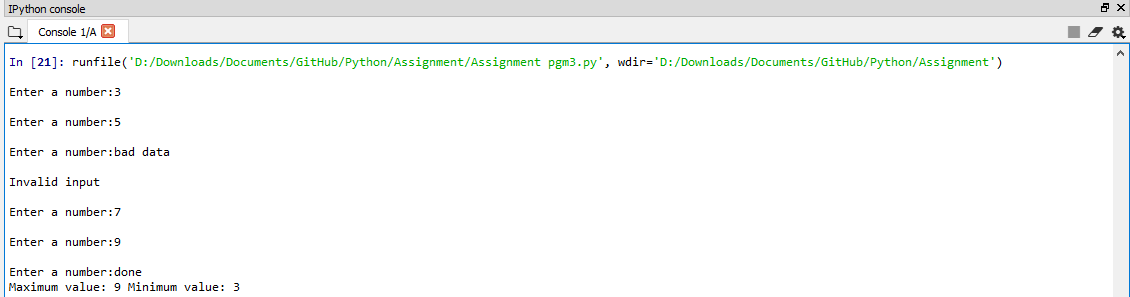 IPython console
Console 1/A
In [21]: runfile('D:/Downloads/Documents/GitHub/Python/Assignment/Assignment pgm3.py', wdir='D:/Downloads/Documents/GitHub/Python/Assignment')
Enter a number:3
Enter a number:5
Enter a number:bad data
Invalid input
Enter a number:7
Enter a number:9
Enter a number:done
Maximum value: 9 Minimum value: 3